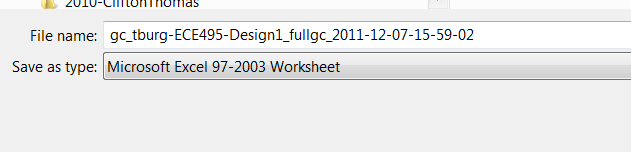 2010-CliftonThomas
File name: gc_tburg-ECE495-Design1_fullgc_2011-12-07-15-59-02
Save as type: Microsoft Excel 97-2003 Worksheet